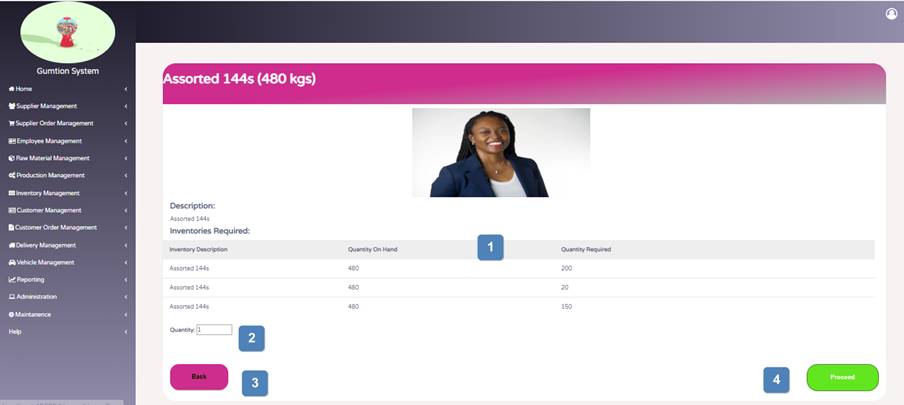 Gumtion System
Home
Supplier Management
Supplier Order Management
Employee Management
Raw Material Management
Production Management
Inventory Management
Customer Management
Customer Order Management
Delivery Management
Vehicle Management
Reporting
Administration
Maintanence
Help
Assorted 144s (480 kgs)
Description:
Assorted 144s
Inventories Required:
1
Inventory Description Quantity On Hand Quantity Required
Assorted 144s 480 200
Assorted 144s 480 20
Assorted 144s 480 150
Quantity: 1
2
Back
3
4
Proceed